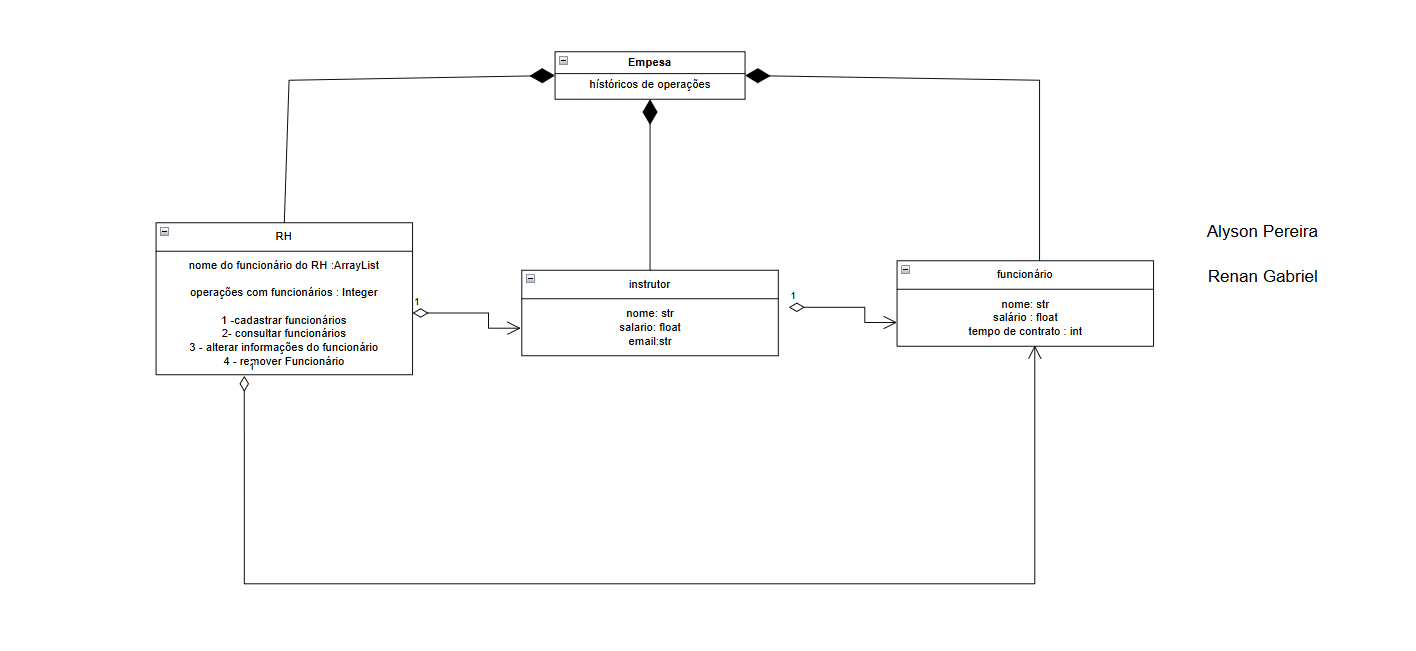 Empesa
hístóricos de operações
RH
nome do funcionário do RH :ArrayList
operações com funcionários : Integer
1 -cadastrar funcionários
2- consultar funcionários
3 - alterar informações do funcionário
4 - remover Funcionário
1
1
instrutor
nome: str
salario: float
email:str
1
funcionário
nome: str
salário : float
tempo de contrato : int
Alyson Pereira
Renan Gabriel